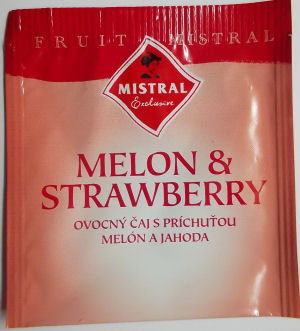 FRUIT MISTRAL
MISTRAL
Exclusive
MELON &
STRAWBERRY
OVOCNÝ ČAJ S PRÍCHUŤOU
MELÓN A JAHODA